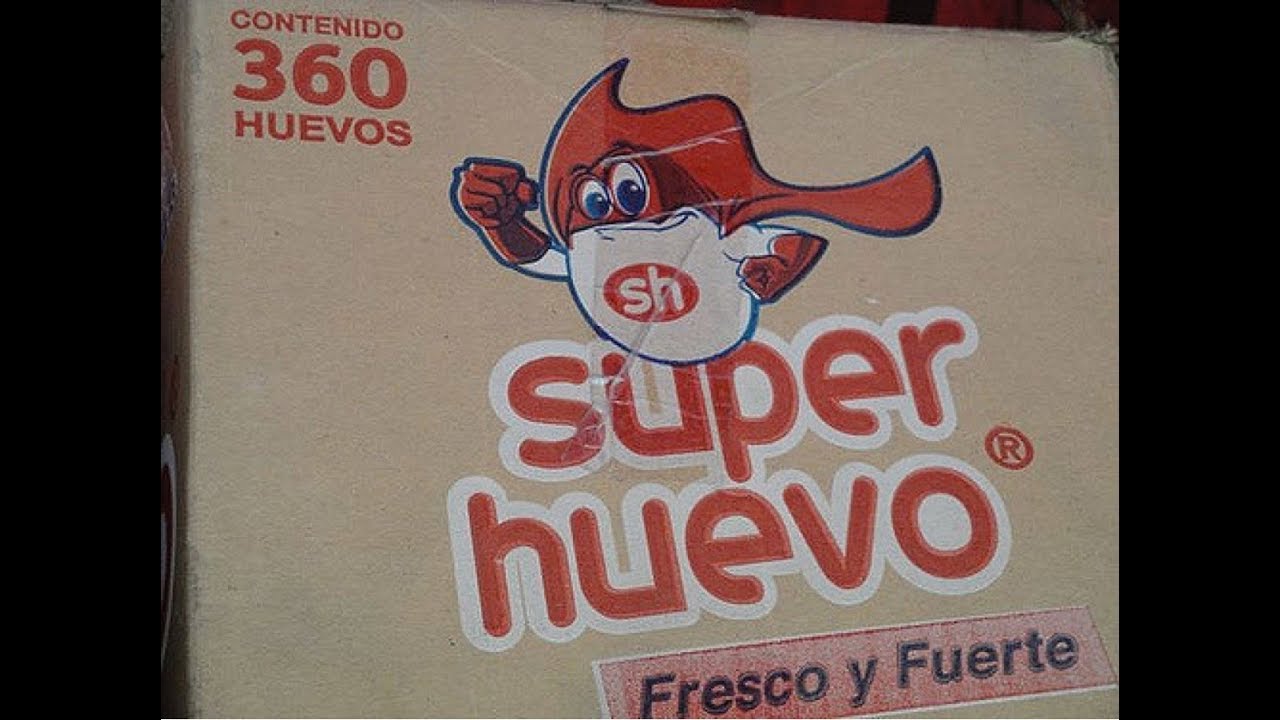 CONTENIDO
360
HUEVOS
sh
super
huevo®
Fresco y Fuerte